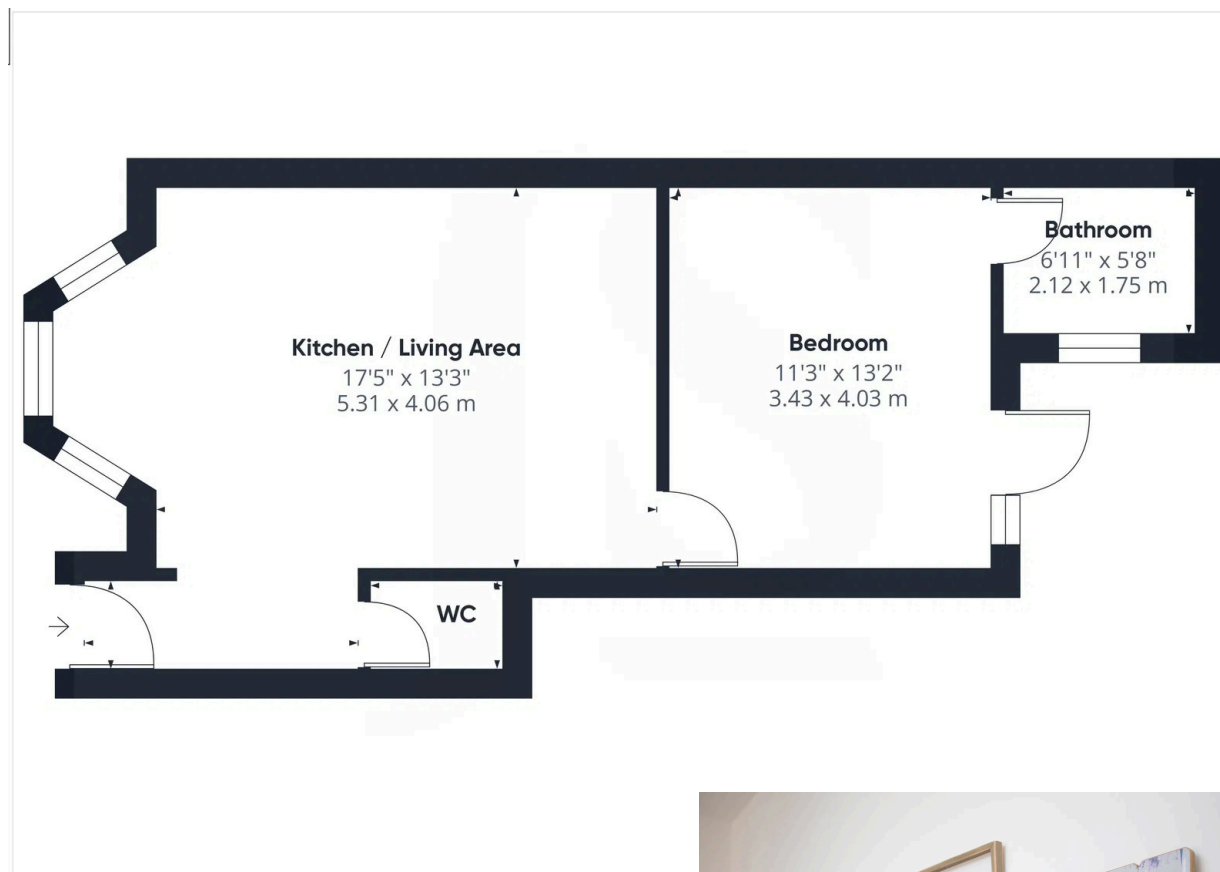 Kitchen / Living Area
17'5" x 13'3"
5.31 x 4.06 m
Bedroom
11'3" x 13'2"
3.43 x 4.03 m
Bathroom
6'11" x 5'8"
2.12 x 1.75 m
WC